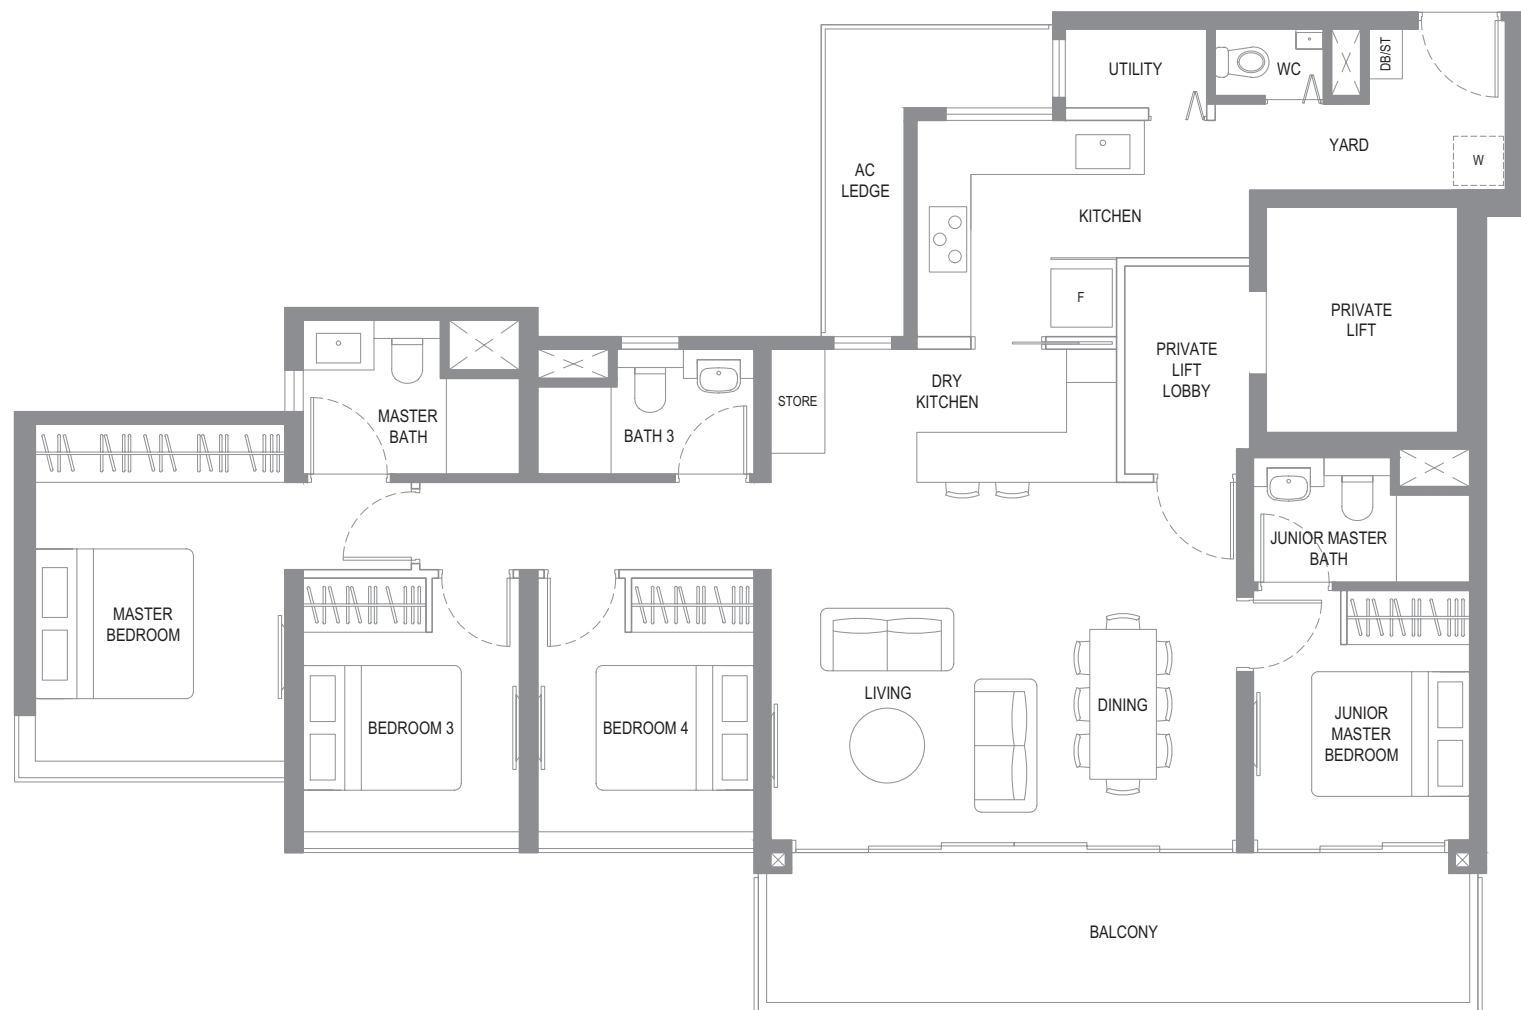 UTILITY
WC
DB/ST
YARD
W
AC
LEDGE
KITCHEN
F
PRIVATE
LIFT
PRIVATE
LIFT
LOBBY
DRY
KITCHEN
STORE
MASTER
BATH
BATH 3
JUNIOR MASTER
BATH
MASTER
BEDROOM
BEDROOM 3
BEDROOM 4
LIVING
DINING
JUNIOR
MASTER
BEDROOM
BALCONY